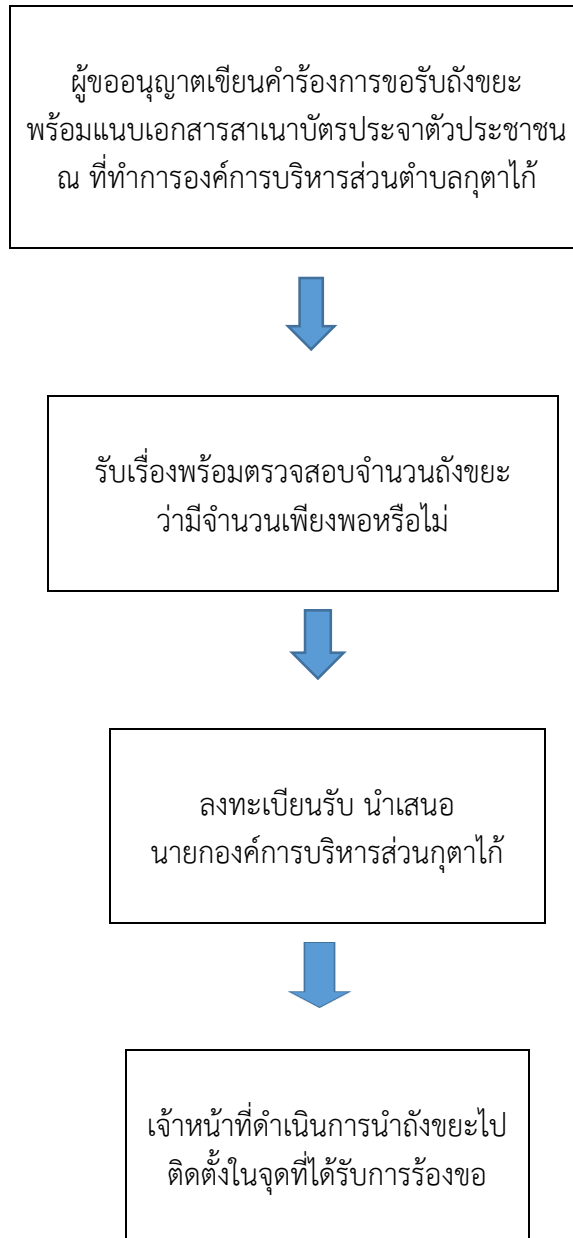 ผู้ขออนุญาตเขียนคำร้องการขอรับถังขยะ
พร้อมแนบเอกสารสาเนาบัตรประจาตัวประชาชน
ณ ที่ทำการองค์การบริหารส่วนตำบลกุตาไก้
รับเรื่องพร้อมตรวจสอบจำนวนถังขยะ
ว่ามีจำนวนเพียงพอหรือไม่
ลงทะเบียนรับ นำเสนอ
นายกองค์การบริหารส่วนกุตาไก้
เจ้าหน้าที่ดำเนินการนำถังขยะไป
ติดตั้งในจุดที่ได้รับการร้องขอ